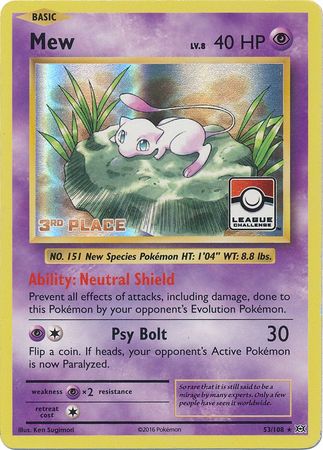 BASIC
Mew LV.8 40 HP
3RD PLACE
LEAGUE
CHALLENGE
NO. 151 New Species Pokémon HT: 1'04" WT: 8.8 lbs.
Ability: Neutral Shield
Prevent all effects of attacks, including damage, done to
this Pokémon by your opponent's Evolution Pokémon.
Psy Bolt 30
Flip a coin. If heads, your opponent's Active Pokémon
is now Paralyzed.
weakness ×2 resistance
retreat
cost
So rare that it is still said to be a
mirage by many experts. Only a few
people have seen it worldwide.
Illus. Ken Sugimori ©2016 Pokémon 53/108 ★